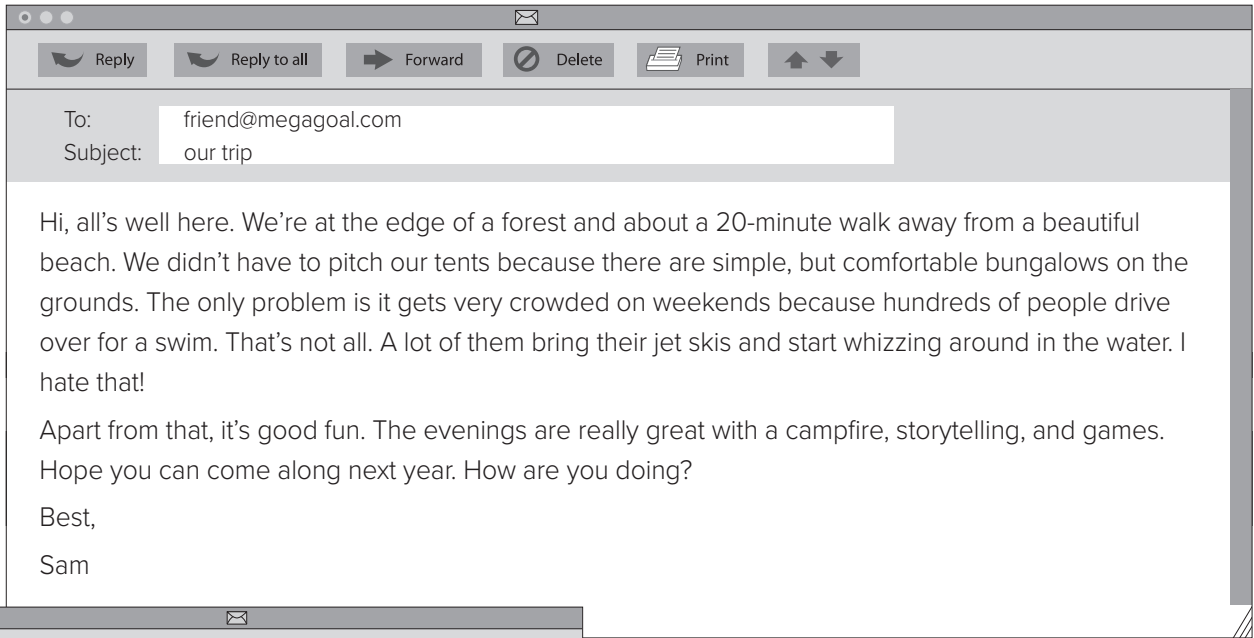 Reply Reply to all Forward Delete Print
To: friend@megagoal.com
Subject: our trip
Hi, all's well here. We're at the edge of a forest and about a 20-minute walk away from a beautiful
beach. We didn't have to pitch our tents because there are simple, but comfortable bungalows on the
grounds. The only problem is it gets very crowded on weekends because hundreds of people drive
over for a swim. That's not all. A lot of them bring their jet skis and start whizzing around in the water. I
hate that!
Apart from that, it's good fun. The evenings are really great with a campfire, storytelling, and games.
Hope you can come along next year. How are you doing?
Best,
Sam